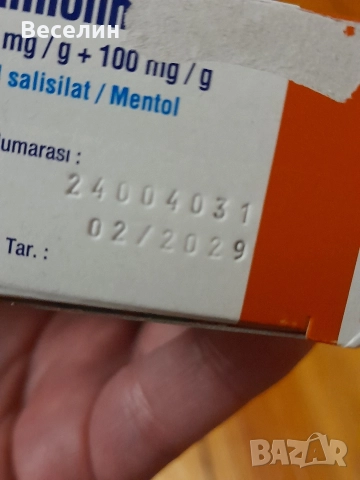 Веселин
mg/g + 100 mg/g
salisilat / Mentol
umarası :
24004031
02/2029
Tar. :
BAZAR